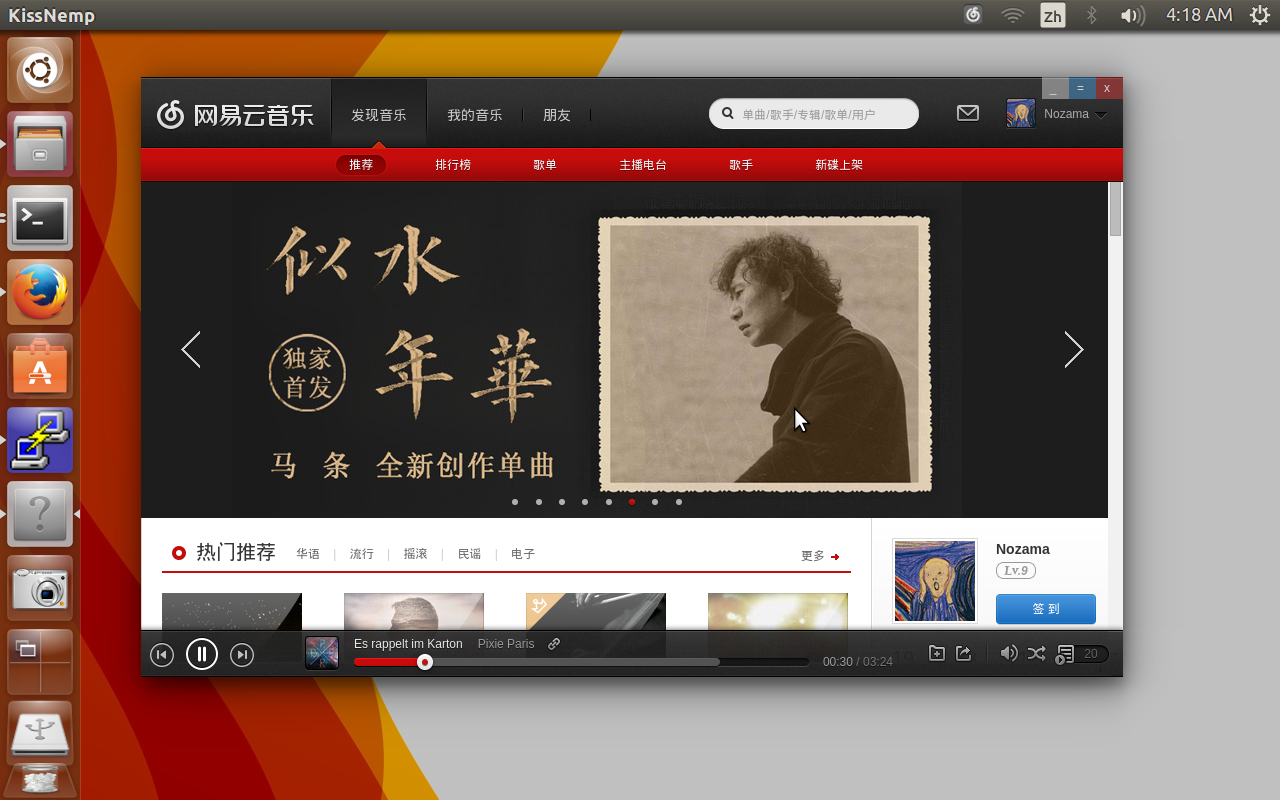 KissNemp
Zh
4:18 AM
_ = x
网易云音乐
发现音乐 我的音乐 朋友
单曲/歌手/专辑/歌单/用户
Nozama
推荐 排行榜 歌单 主播电台 歌手 新碟上架
似水
年華
独家
首发
马条 全新创作单曲
热门推荐 华语 | 流行 | 摇滚 | 民谣 | 电子
更多
Nozama
Lv.9
签 到
Es rappelt im Karton Pixie Paris
00:30 / 03:24
20